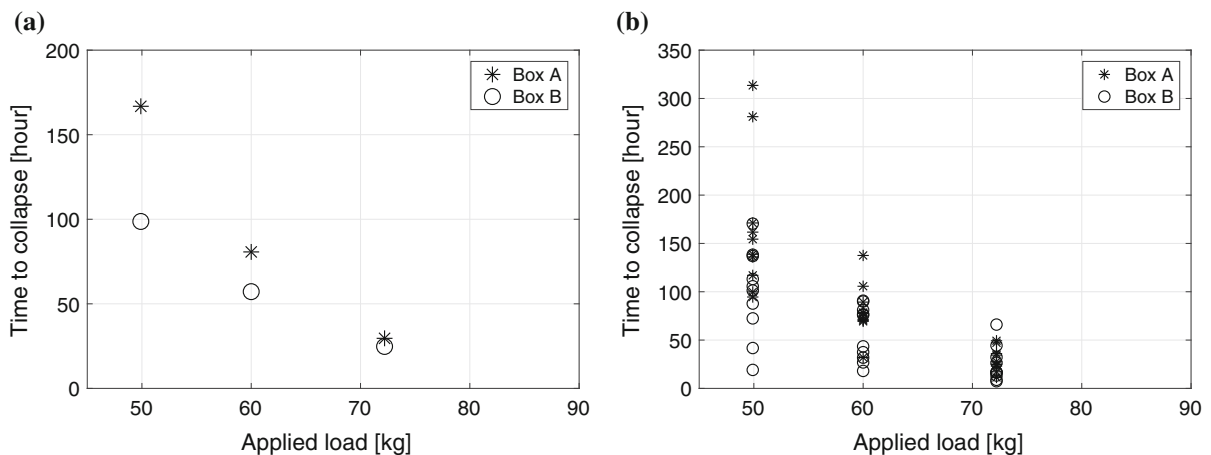 (a)
200
150
100
50
0
Time to collapse [hour]
50 60 70 80 90
Applied load [kg]
Box A
Box B
(b)
350
300
250
200
150
100
50
0
Time to collapse [hour]
50 60 70 80 90
Applied load [kg]
Box A
Box B